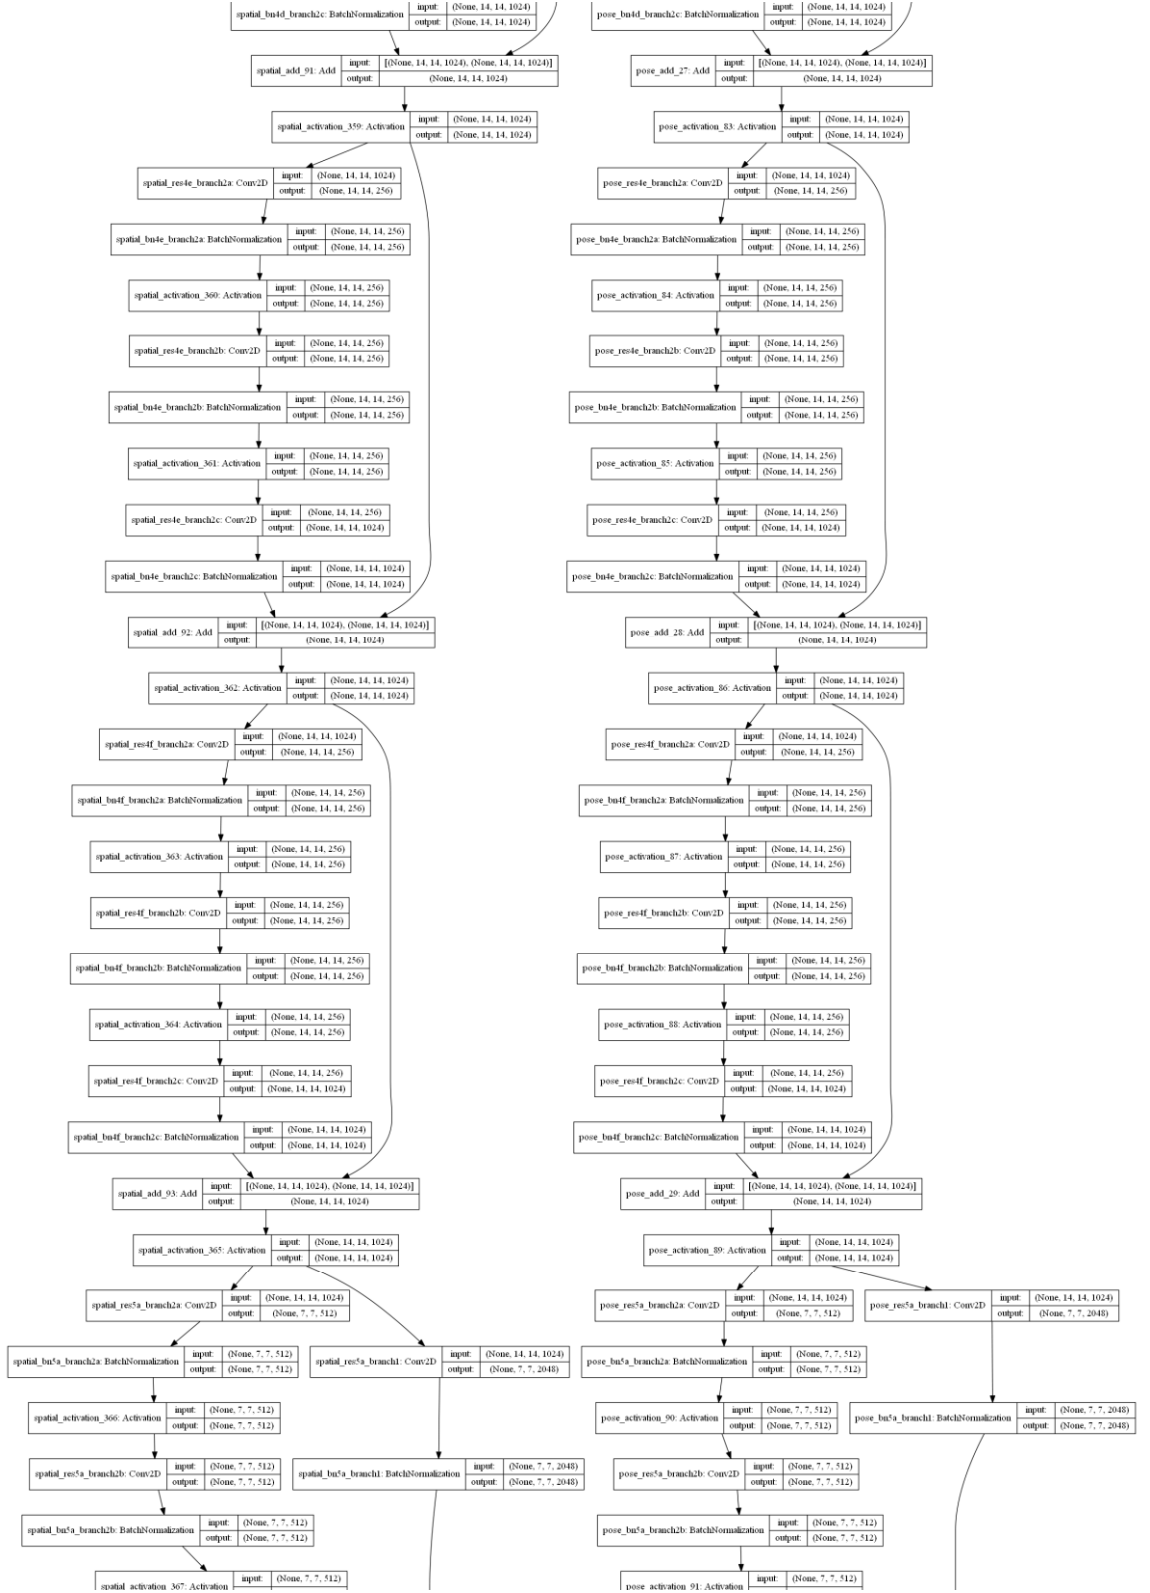 spatial_bn4d_branch2c: BatchNormalization
input: (None, 14, 14, 1024)
output: (None, 14, 14, 1024)
pose_bn4d_branch2c: BatchNormalization
input: (None, 14, 14, 1024)
output: (None, 14, 14, 1024)
spatial_add_91: Add
input: [(None, 14, 14, 1024), (None, 14, 14, 1024)]
output: (None, 14, 14, 1024)
pose_add_27: Add
input: [(None, 14, 14, 1024), (None, 14, 14, 1024)]
output: (None, 14, 14, 1024)
spatial_activation_359: Activation
input: (None, 14, 14, 1024)
output: (None, 14, 14, 1024)
pose_activation_83: Activation
input: (None, 14, 14, 1024)
output: (None, 14, 14, 1024)
spatial_res4e_branch2a: Conv2D
input: (None, 14, 14, 1024)
output: (None, 14, 14, 256)
pose_res4e_branch2a: Conv2D
input: (None, 14, 14, 1024)
output: (None, 14, 14, 256)
spatial_bn4e_branch2a: BatchNormalization
input: (None, 14, 14, 256)
output: (None, 14, 14, 256)
pose_bn4e_branch2a: BatchNormalization
input: (None, 14, 14, 256)
output: (None, 14, 14, 256)
spatial_activation_360: Activation
input: (None, 14, 14, 256)
output: (None, 14, 14, 256)
pose_activation_84: Activation
input: (None, 14, 14, 256)
output: (None, 14, 14, 256)
spatial_res4e_branch2b: Conv2D
input: (None, 14, 14, 256)
output: (None, 14, 14, 256)
pose_res4e_branch2b: Conv2D
input: (None, 14, 14, 256)
output: (None, 14, 14, 256)
spatial_bn4e_branch2b: BatchNormalization
input: (None, 14, 14, 256)
output: (None, 14, 14, 256)
pose_bn4e_branch2b: BatchNormalization
input: (None, 14, 14, 256)
output: (None, 14, 14, 256)
spatial_activation_361: Activation
input: (None, 14, 14, 256)
output: (None, 14, 14, 256)
pose_activation_85: Activation
input: (None, 14, 14, 256)
output: (None, 14, 14, 256)
spatial_res4e_branch2c: Conv2D
input: (None, 14, 14, 256)
output: (None, 14, 14, 1024)
pose_res4e_branch2c: Conv2D
input: (None, 14, 14, 256)
output: (None, 14, 14, 1024)
spatial_bn4e_branch2c: BatchNormalization
input: (None, 14, 14, 1024)
output: (None, 14, 14, 1024)
pose_bn4e_branch2c: BatchNormalization
input: (None, 14, 14, 1024)
output: (None, 14, 14, 1024)
spatial_add_92: Add
input: [(None, 14, 14, 1024), (None, 14, 14, 1024)]
output: (None, 14, 14, 1024)
pose_add_28: Add
input: [(None, 14, 14, 1024), (None, 14, 14, 1024)]
output: (None, 14, 14, 1024)
spatial_activation_362: Activation
input: (None, 14, 14, 1024)
output: (None, 14, 14, 1024)
pose_activation_86: Activation
input: (None, 14, 14, 1024)
output: (None, 14, 14, 1024)
spatial_res4f_branch2a: Conv2D
input: (None, 14, 14, 1024)
output: (None, 14, 14, 256)
pose_res4f_branch2a: Conv2D
input: (None, 14, 14, 1024)
output: (None, 14, 14, 256)
spatial_bn4f_branch2a: BatchNormalization
input: (None, 14, 14, 256)
output: (None, 14, 14, 256)
pose_bn4f_branch2a: BatchNormalization
input: (None, 14, 14, 256)
output: (None, 14, 14, 256)
spatial_activation_363: Activation
input: (None, 14, 14, 256)
output: (None, 14, 14, 256)
pose_activation_87: Activation
input: (None, 14, 14, 256)
output: (None, 14, 14, 256)
spatial_res4f_branch2b: Conv2D
input: (None, 14, 14, 256)
output: (None, 14, 14, 256)
pose_res4f_branch2b: Conv2D
input: (None, 14, 14, 256)
output: (None, 14, 14, 256)
spatial_bn4f_branch2b: BatchNormalization
input: (None, 14, 14, 256)
output: (None, 14, 14, 256)
pose_bn4f_branch2b: BatchNormalization
input: (None, 14, 14, 256)
output: (None, 14, 14, 256)
spatial_activation_364: Activation
input: (None, 14, 14, 256)
output: (None, 14, 14, 256)
pose_activation_88: Activation
input: (None, 14, 14, 256)
output: (None, 14, 14, 256)
spatial_res4f_branch2c: Conv2D
input: (None, 14, 14, 256)
output: (None, 14, 14, 1024)
pose_res4f_branch2c: Conv2D
input: (None, 14, 14, 256)
output: (None, 14, 14, 1024)
spatial_bn4f_branch2c: BatchNormalization
input: (None, 14, 14, 1024)
output: (None, 14, 14, 1024)
pose_bn4f_branch2c: BatchNormalization
input: (None, 14, 14, 1024)
output: (None, 14, 14, 1024)
spatial_add_93: Add
input: [(None, 14, 14, 1024), (None, 14, 14, 1024)]
output: (None, 14, 14, 1024)
pose_add_29: Add
input: [(None, 14, 14, 1024), (None, 14, 14, 1024)]
output: (None, 14, 14, 1024)
spatial_activation_365: Activation
input: (None, 14, 14, 1024)
output: (None, 14, 14, 1024)
pose_activation_89: Activation
input: (None, 14, 14, 1024)
output: (None, 14, 14, 1024)
spatial_res5a_branch2a: Conv2D
input: (None, 14, 14, 1024)
output: (None, 7, 7, 512)
pose_res5a_branch2a: Conv2D
input: (None, 14, 14, 1024)
output: (None, 7, 7, 512)
pose_res5a_branch1: Conv2D
input: (None, 14, 14, 1024)
output: (None, 7, 7, 2048)
spatial_bn5a_branch2a: BatchNormalization
input: (None, 7, 7, 512)
output: (None, 7, 7, 512)
spatial_res5a_branch1: Conv2D
input: (None, 14, 14, 1024)
output: (None, 7, 7, 2048)
pose_bn5a_branch2a: BatchNormalization
input: (None, 7, 7, 512)
output: (None, 7, 7, 512)
spatial_activation_366: Activation
input: (None, 7, 7, 512)
output: (None, 7, 7, 512)
pose_activation_90: Activation
input: (None, 7, 7, 512)
output: (None, 7, 7, 512)
pose_bn5a_branch1: BatchNormalization
input: (None, 7, 7, 2048)
output: (None, 7, 7, 2048)
spatial_res5a_branch2b: Conv2D
input: (None, 7, 7, 512)
output: (None, 7, 7, 512)
spatial_bn5a_branch1: BatchNormalization
input: (None, 7, 7, 2048)
output: (None, 7, 7, 2048)
pose_res5a_branch2b: Conv2D
input: (None, 7, 7, 512)
output: (None, 7, 7, 512)
spatial_bn5a_branch2b: BatchNormalization
input: (None, 7, 7, 512)
output: (None, 7, 7, 512)
pose_bn5a_branch2b: BatchNormalization
input: (None, 7, 7, 512)
output: (None, 7, 7, 512)
spatial_activation_367: Activation
input: (None, 7, 7, 512)
pose_activation_91: Activation
input: (None, 7, 7, 512)